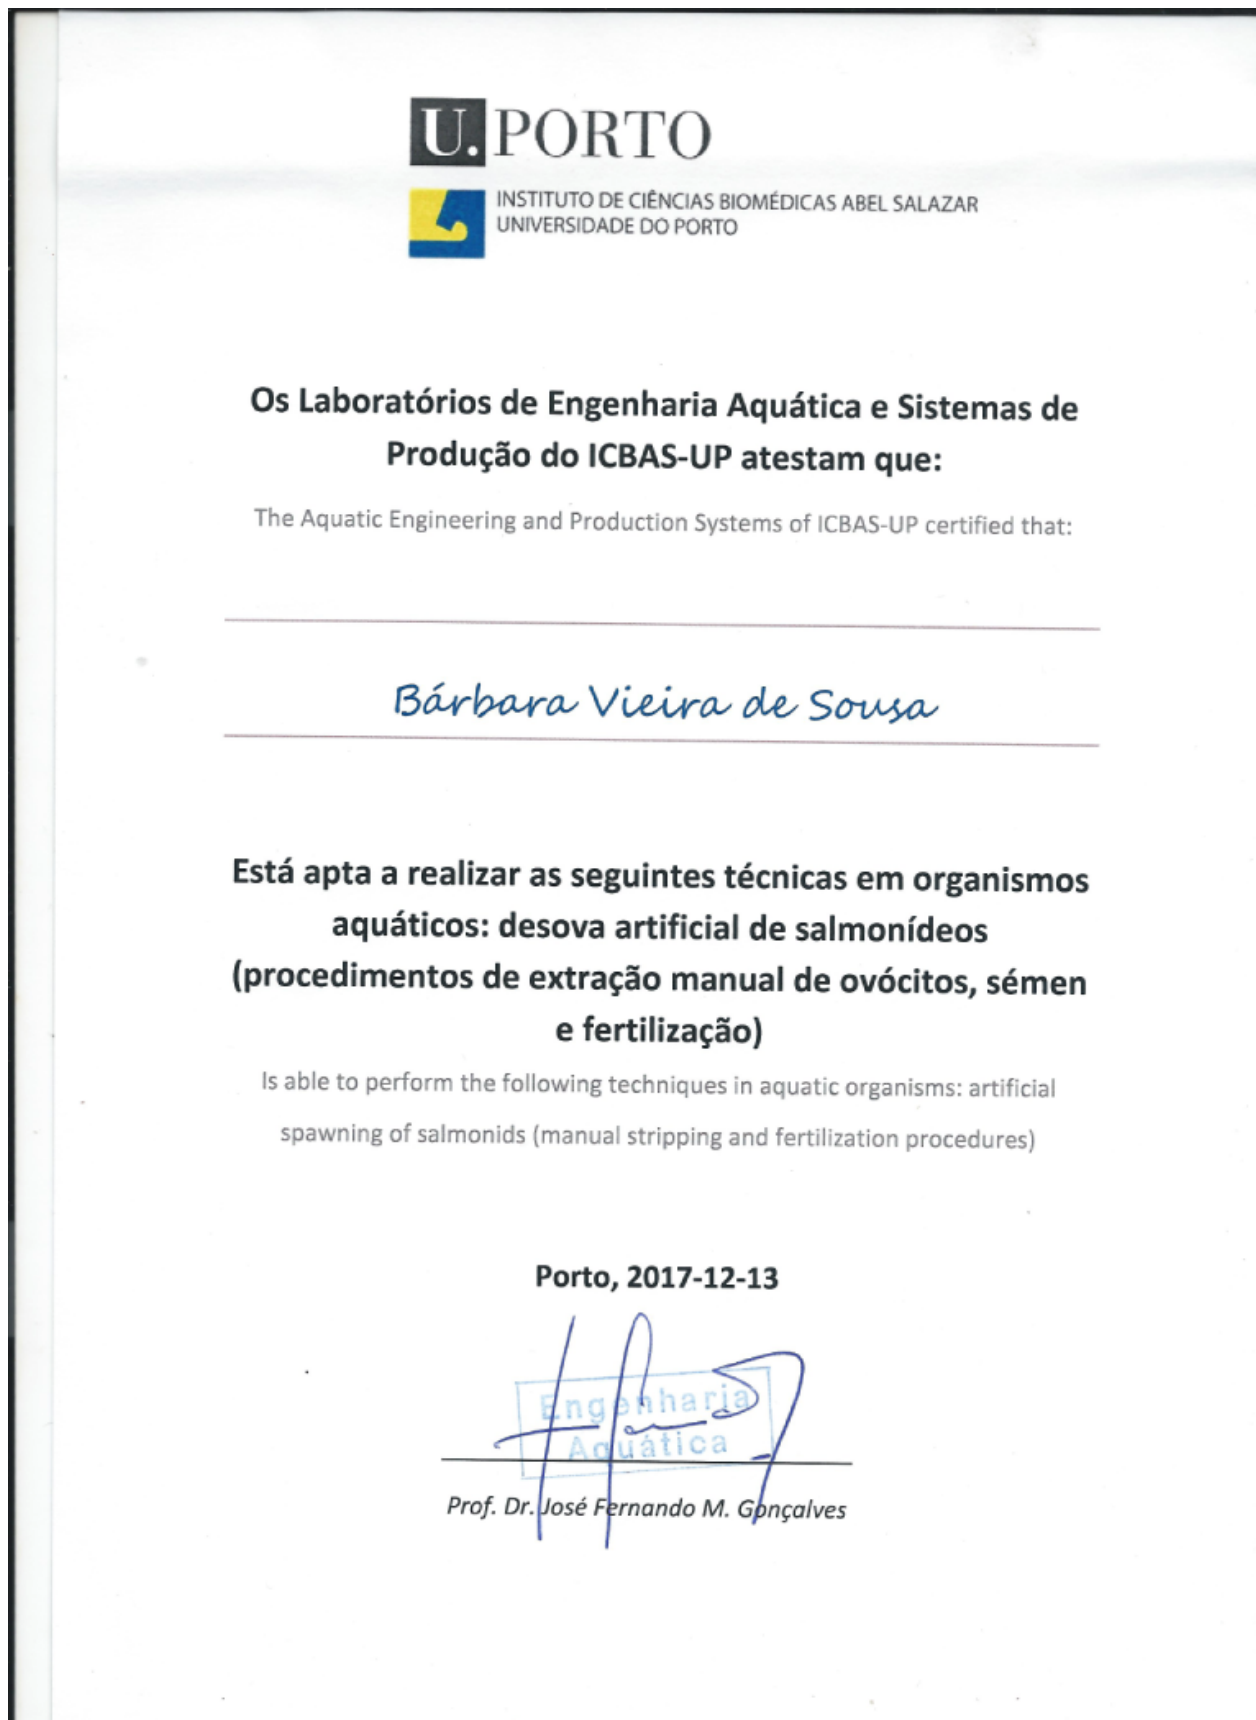 U.PORTO
INSTITUTO DE CIÊNCIAS BIOMÉDICAS ABEL SALAZAR
UNIVERSIDADE DO PORTO
Os Laboratórios de Engenharia Aquática e Sistemas de
Produção do ICBAS-UP atestam que:
The Aquatic Engineering and Production Systems of ICBAS-UP certified that:
Bárbara Vieira de Sousa
Está apta a realizar as seguintes técnicas em organismos
aquáticos: desova artificial de salmonídeos
(procedimentos de extração manual de ovócitos, sémen
e fertilização)
Is able to perform the following techniques in aquatic organisms: artificial
spawning of salmonids (manual stripping and fertilization procedures)
Porto, 2017-12-13
Engenharia
Aquática
Prof. Dr. José Fernando M. Gonçalves